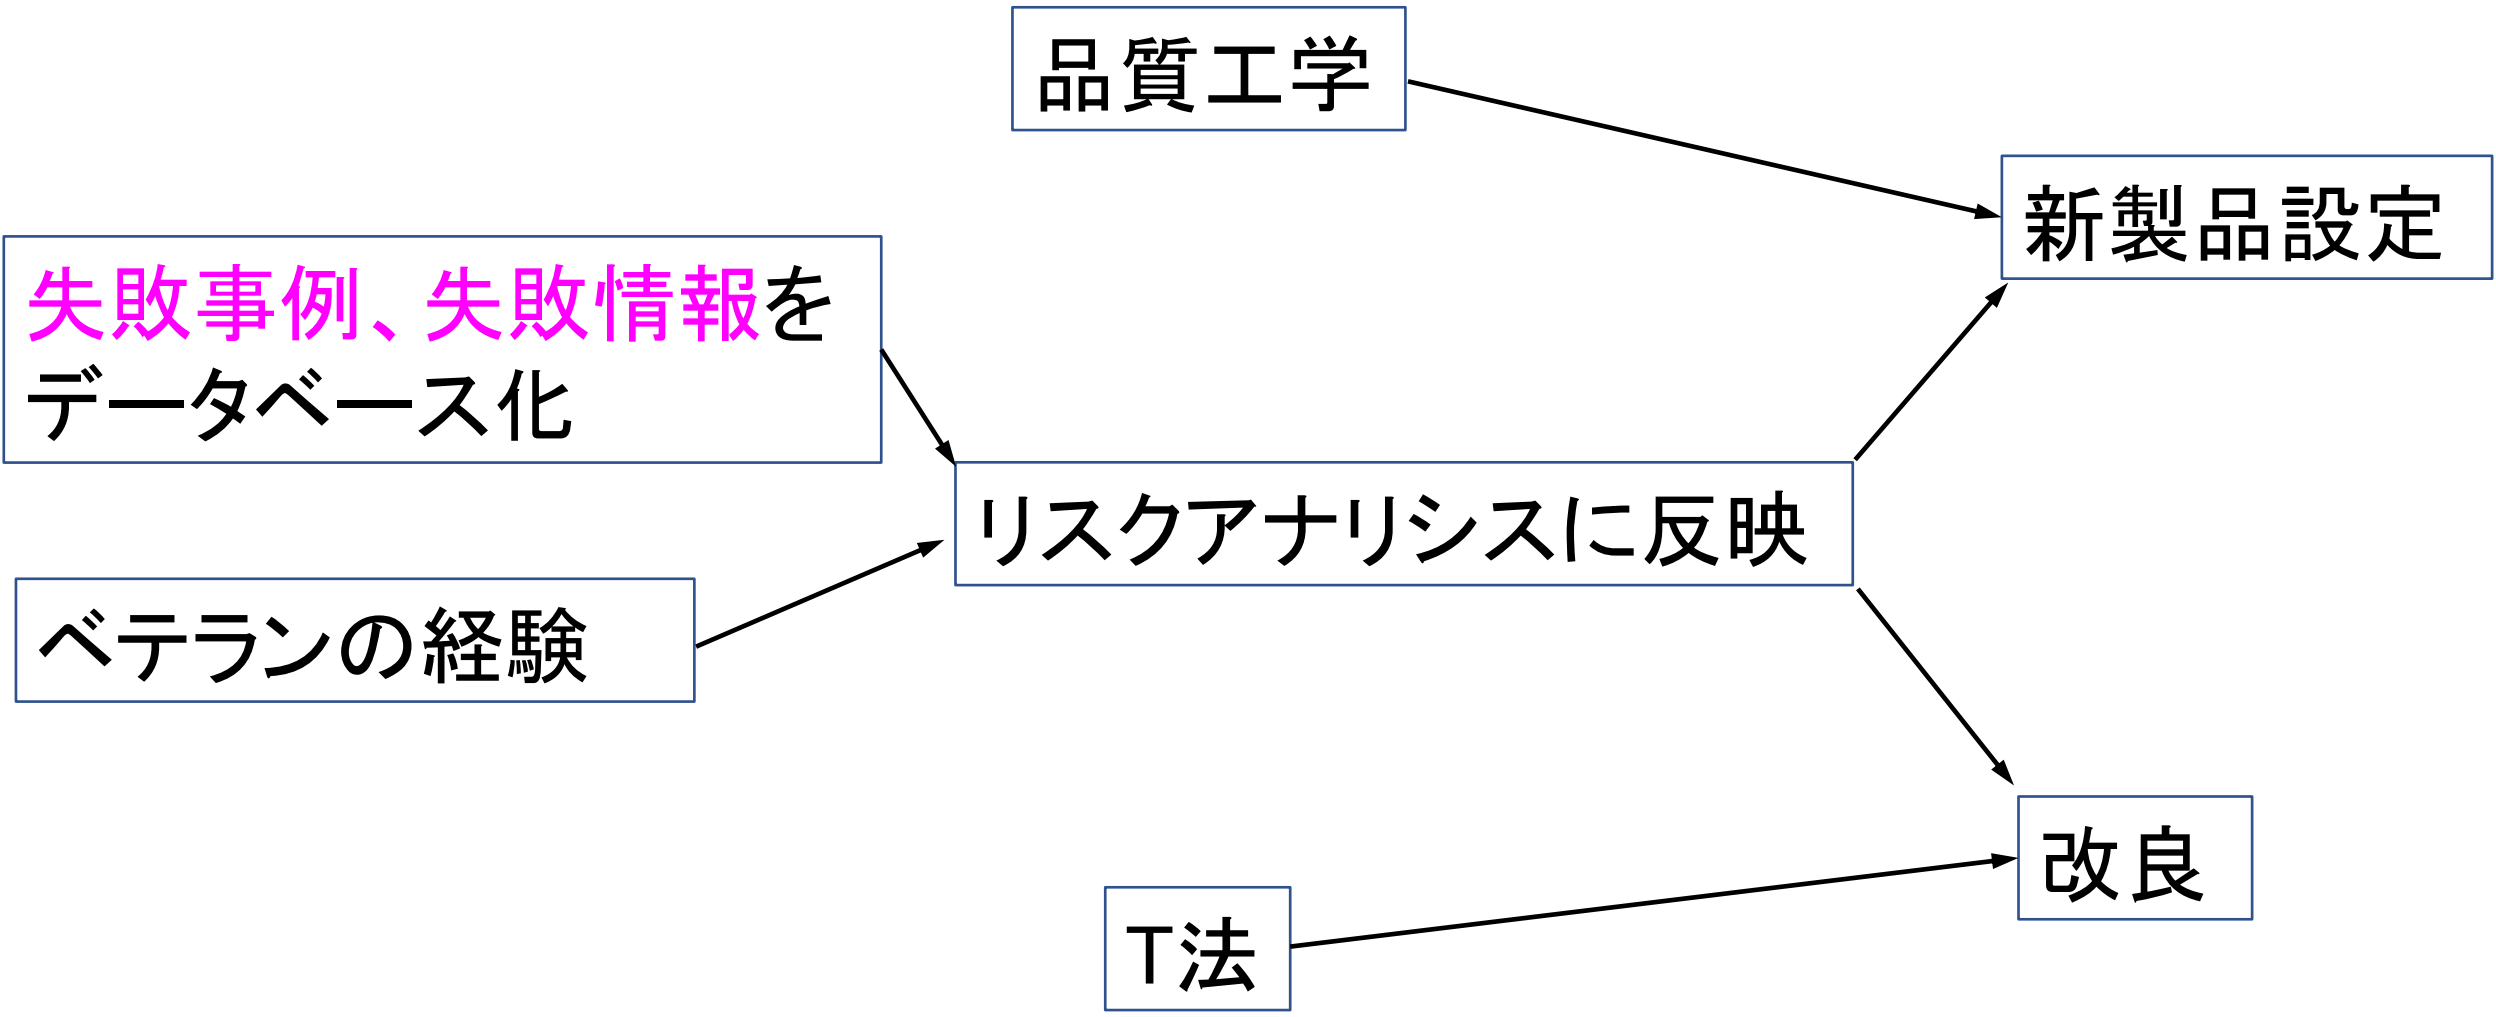 品質工学
新製品設定
失敗事例、失敗情報を
データベース化
リスクアナリシス反映
ベテランの経験
改良
T法